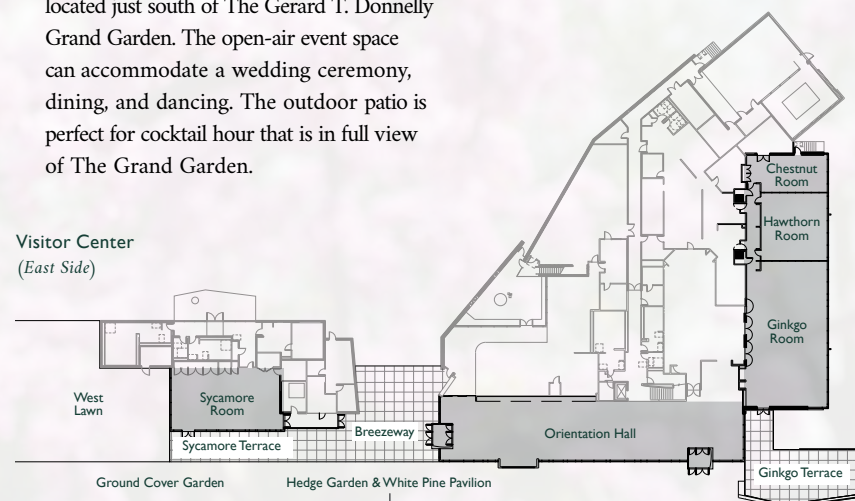 located just south of The Gerard T. Donnelly
Grand Garden. The open-air event space
can accommodate a wedding ceremony,
dining, and dancing. The outdoor patio is
perfect for cocktail hour that is in full view
of The Grand Garden.
Visitor Center
(East Side)
Chestnut
Room
Hawthorn
Room
Ginkgo
Room
West
Lawn
Sycamore
Room
Sycamore Terrace
Breezeway
Orientation Hall
Ginkgo Terrace
Ground Cover Garden
Hedge Garden & White Pine Pavilion